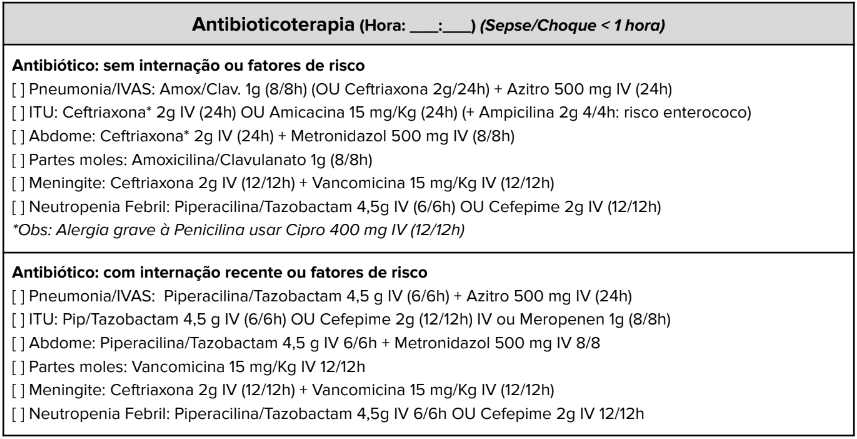 Antibioticoterapia (Hora: ___:___) (Sepse/Choque < 1 hora)
Antibiótico: sem internação ou fatores de risco
[ ] Pneumonia/IVAS: Amox/Clav. 1g (8/8h) (OU Ceftriaxona 2g/24h) + Azitro 500 mg IV (24h)
[ ] ITU: Ceftriaxona* 2g IV (24h) OU Amicacina 15 mg/Kg (24h) (+ Ampicilina 2g 4/4h: risco enterococo)
[ ] Abdome: Ceftriaxona* 2g IV (24h) + Metronidazol 500 mg IV (8/8h)
[ ] Partes moles: Amoxicilina/Clavulanato 1g (8/8h)
[ ] Meningite: Ceftriaxona 2g IV (12/12h) + Vancomicina 15 mg/Kg IV (12/12h)
[ ] Neutropenia Febril: Piperacilina/Tazobactam 4,5g IV (6/6h) OU Cefepime 2g IV (12/12h)
*Obs: Alergia grave à Penicilina usar Cipro 400 mg IV (12/12h)
Antibiótico: com internação recente ou fatores de risco
[ ] Pneumonia/IVAS: Piperacilina/Tazobactam 4,5 g IV (6/6h) + Azitro 500 mg IV (24h)
[ ] ITU: Pip/Tazobactam 4,5 g IV (6/6h) OU Cefepime 2g (12/12h) IV ou Meropenen 1g (8/8h)
[ ] Abdome: Piperacilina/Tazobactam 4,5 g IV 6/6h + Metronidazol 500 mg IV 8/8
[ ] Partes moles: Vancomicina 15 mg/Kg IV 12/12h
[ ] Meningite: Ceftriaxona 2g IV (12/12h) + Vancomicina 15 mg/Kg IV (12/12h)
[ ] Neutropenia Febril: Piperacilina/Tazobactam 4,5g IV 6/6h OU Cefepime 2g IV 12/12h